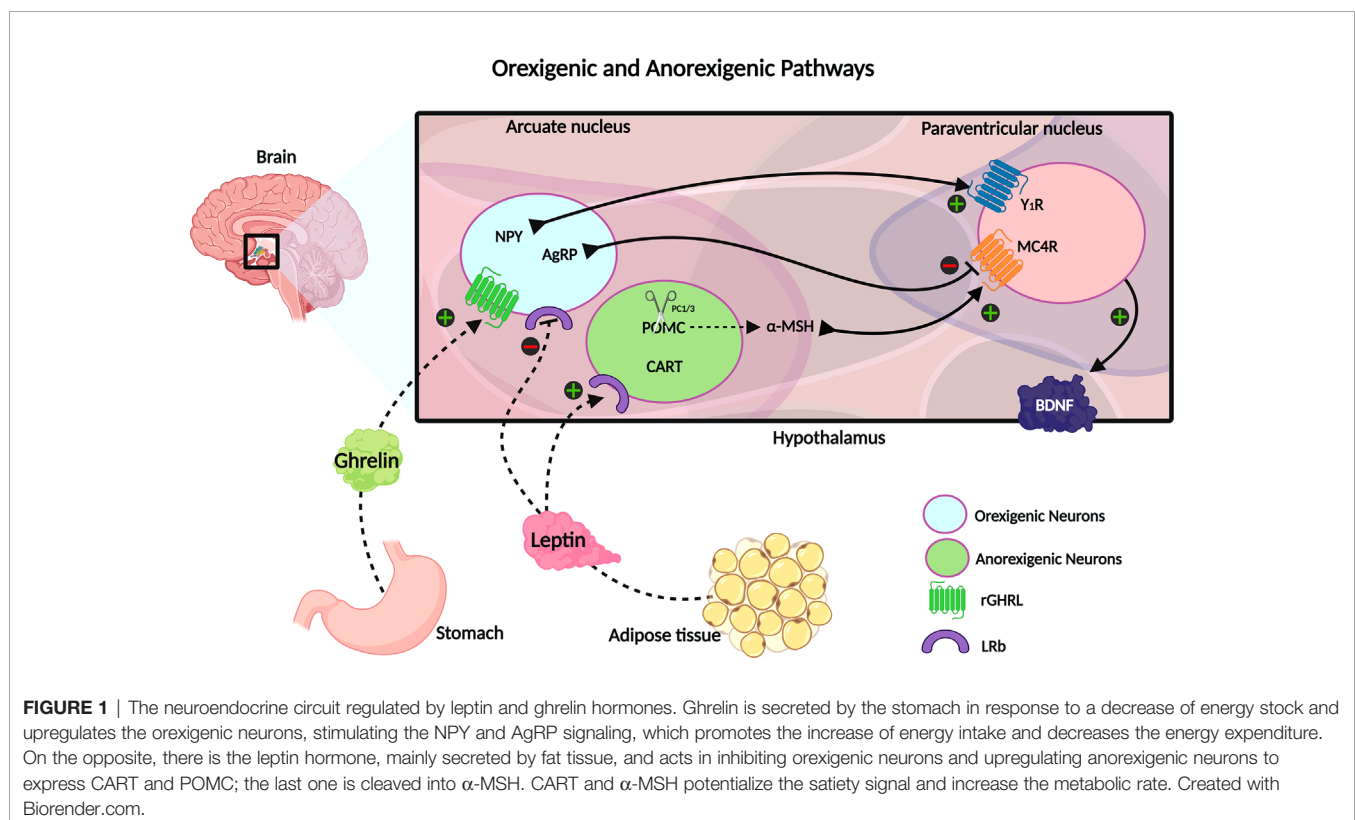 Orexigenic and Anorexigenic Pathways
Arcuate nucleus
Paraventricular nucleus
Brain
NPY
AgRP
Y₁R
MC4R
PC1/3
POMC
α-MSH
CART
BDNF
Hypothalamus
Ghrelin
Leptin
Stomach
Adipose tissue
Orexigenic Neurons
Anorexigenic Neurons
rGHRL
LRb
FIGURE 1 | The neuroendocrine circuit regulated by leptin and ghrelin hormones. Ghrelin is secreted by the stomach in response to a decrease of energy stock and
upregulates the orexigenic neurons, stimulating the NPY and AgRP signaling, which promotes the increase of energy intake and decreases the energy expenditure.
On the opposite, there is the leptin hormone, mainly secreted by fat tissue, and acts in inhibiting orexigenic neurons and upregulating anorexigenic neurons to
express CART and POMC; the last one is cleaved into α-MSH. CART and α-MSH potentialize the satiety signal and increase the metabolic rate. Created with
Biorender.com.